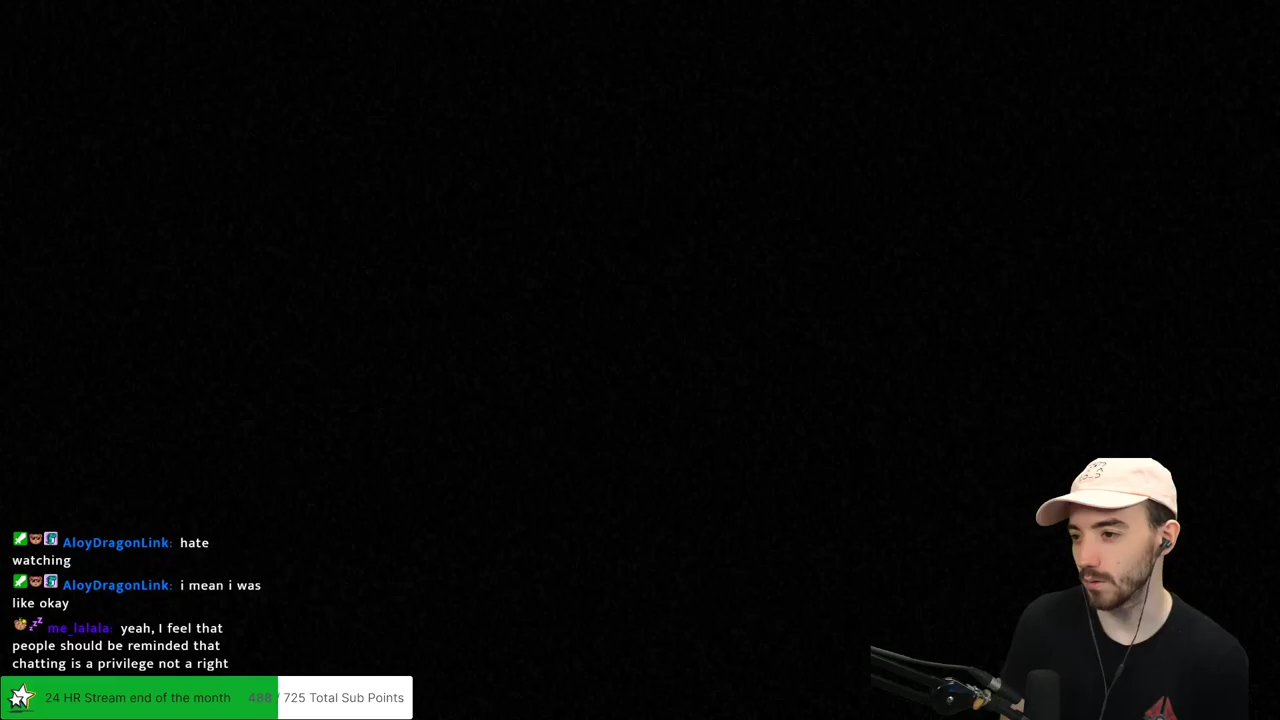 AloyDragonLink: hate
watching
AloyDragonLink: i mean i was
like okay
me_lalala: yeah, I feel that
people should be reminded that
chatting is a privilege not a right
24 HR Stream end of the month 488 / 725 Total Sub Points